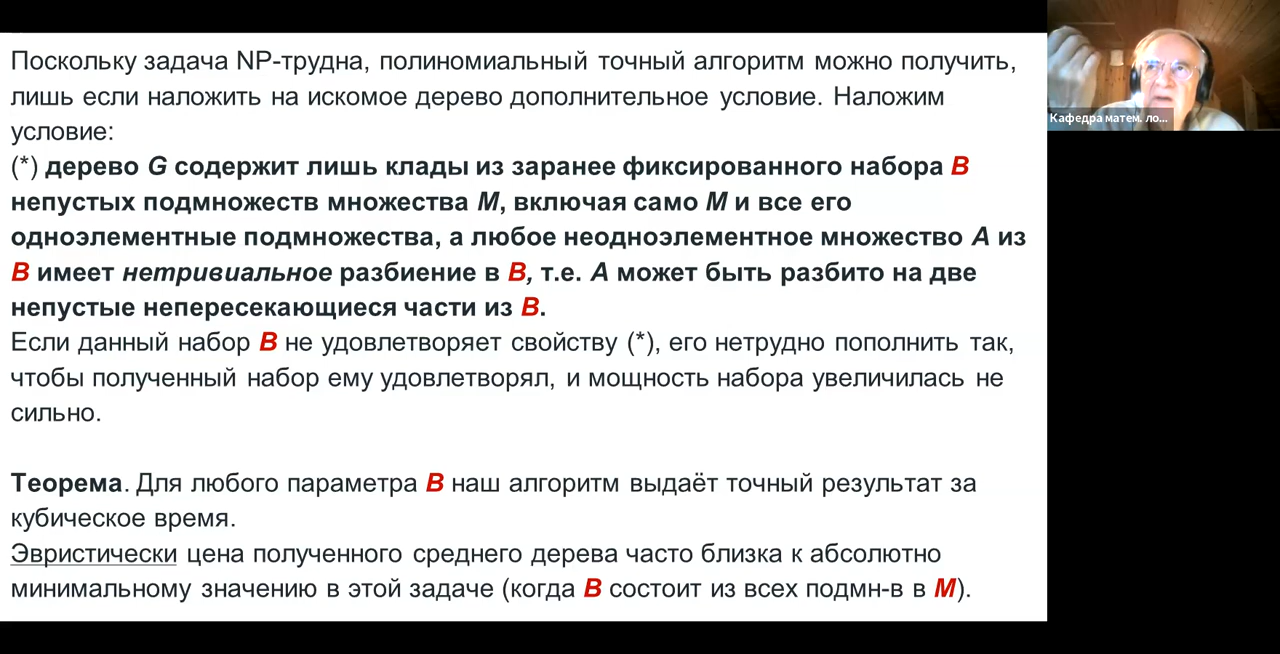 Поскольку задача NP-трудна, полиномиальный точный алгоритм можно получить,
лишь если наложить на искомое дерево дополнительное условие. Наложим
условие:
(*) дерево G содержит лишь клады из заранее фиксированного набора B
непустых подмножеств множества M, включая само M и все его
одноэлементные подмножества, а любое неодноэлементное множество A из
B имеет нетривиальное разбиение в B, т.е. A может быть разбито на две
непустые непересекающиеся части из B.
Если данный набор B не удовлетворяет свойству (*), его нетрудно пополнить так,
чтобы полученный набор ему удовлетворял, и мощность набора увеличилась не
сильно.
Теорема. Для любого параметра B наш алгоритм выдаёт точный результат за
кубическое время.
Эвристически цена полученного среднего дерева часто близка к абсолютно
минимальному значению в этой задаче (когда B состоит из всех подмн-в в M).
Кафедра матем. ло...